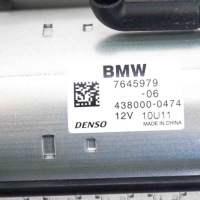 BMW
7645979
-06
438000-0474
DENSO 12V 10U11
MADE IN CHINA